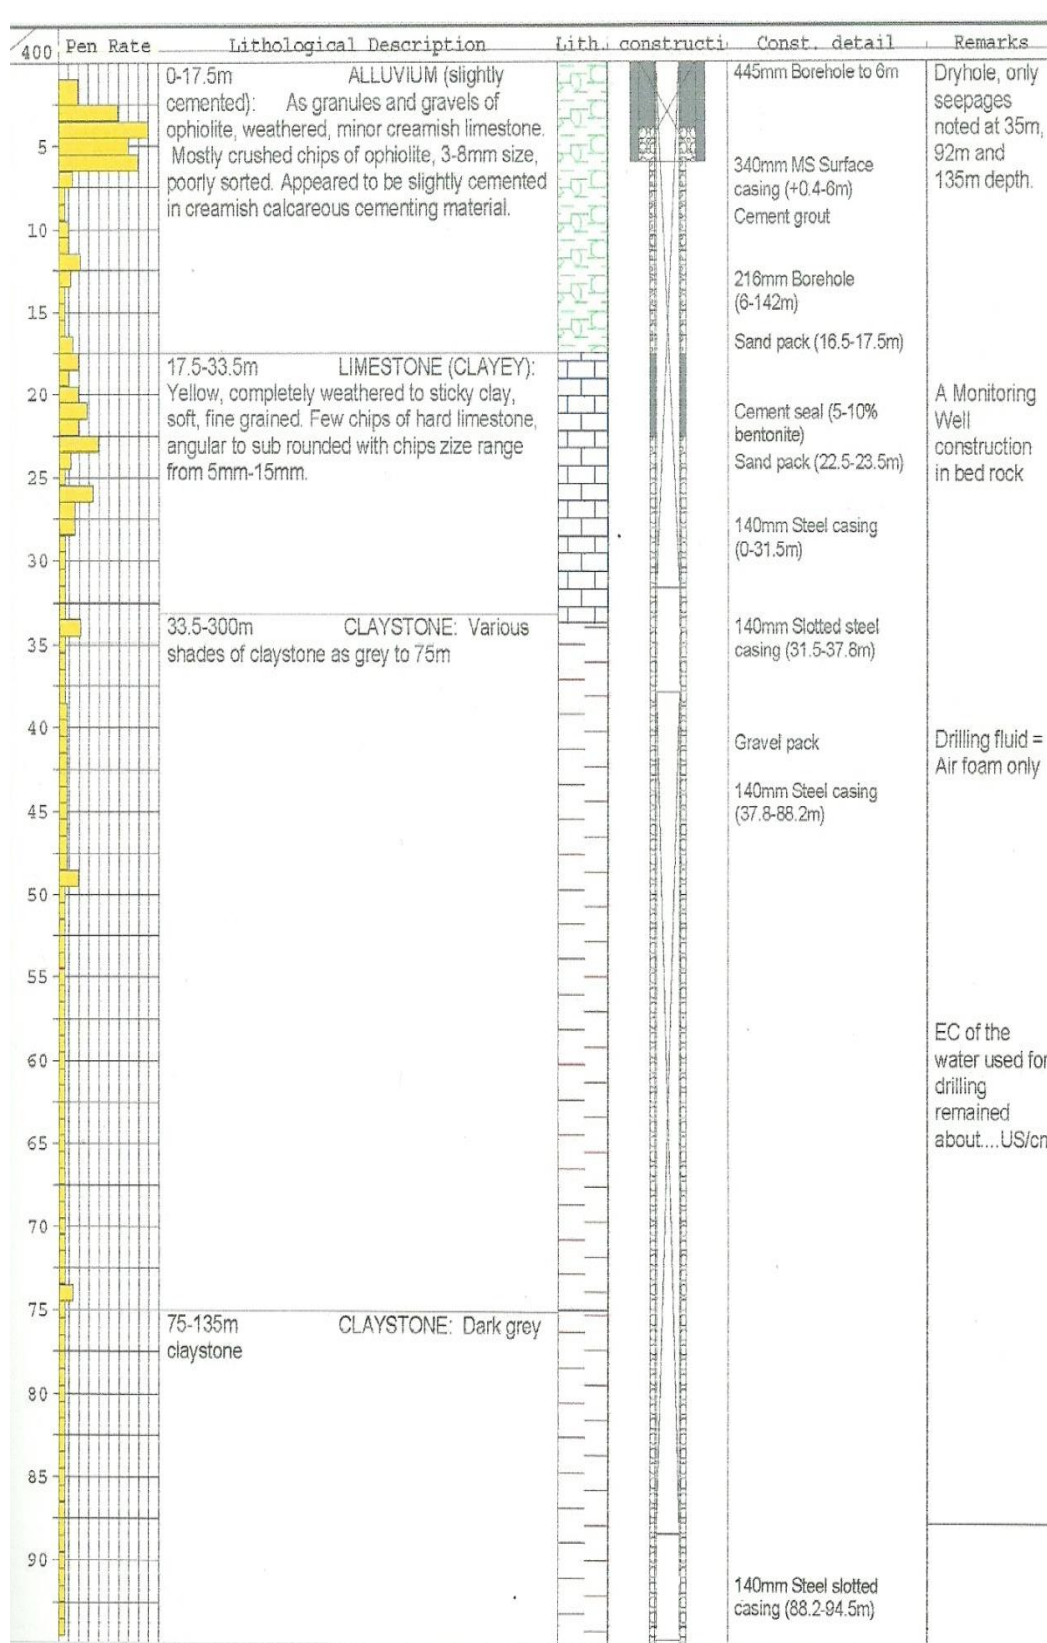 400 Pen Rate Lithological Description Lith. constructi Const. detail Remarks
0-17.5m ALLUVIUM (slightly
cemented): As granules and gravels of
ophiolite, weathered, minor creamish limestone.
Mostly crushed chips of ophiolite, 3-8mm size,
poorly sorted. Appeared to be slightly cemented
in creamish calcareous cementing material.
17.5-33.5m LIMESTONE (CLAYEY):
Yellow, completely weathered to sticky clay,
soft, fine grained. Few chips of hard limestone,
angular to sub rounded with chips zize range
from 5mm-15mm.
33.5-300m CLAYSTONE: Various
shades of claystone as grey to 75m
75-135m CLAYSTONE: Dark grey
claystone
445mm Borehole to 6m
340mm MS Surface
casing (+0.4-6m)
Cement grout
216mm Borehole
(6-142m)
Sand pack (16.5-17.5m)
Cement seal (5-10%
bentonite)
Sand pack (22.5-23.5m)
140mm Steel casing
(0-31.5m)
140mm Slotted steel
casing (31.5-37.8m)
Gravel pack
140mm Steel casing
(37.8-88.2m)
140mm Steel slotted
casing (88.2-94.5m)
Dryhole, only
seepages
noted at 35m,
92m and
135m depth.
A Monitoring
Well
construction
in bed rock
Drilling fluid =
Air foam only
EC of the
water used for
drilling
remained
about....US/cm
5
10
15
20
25
30
35
40
45
50
55
60
65
70
75
80
85
90